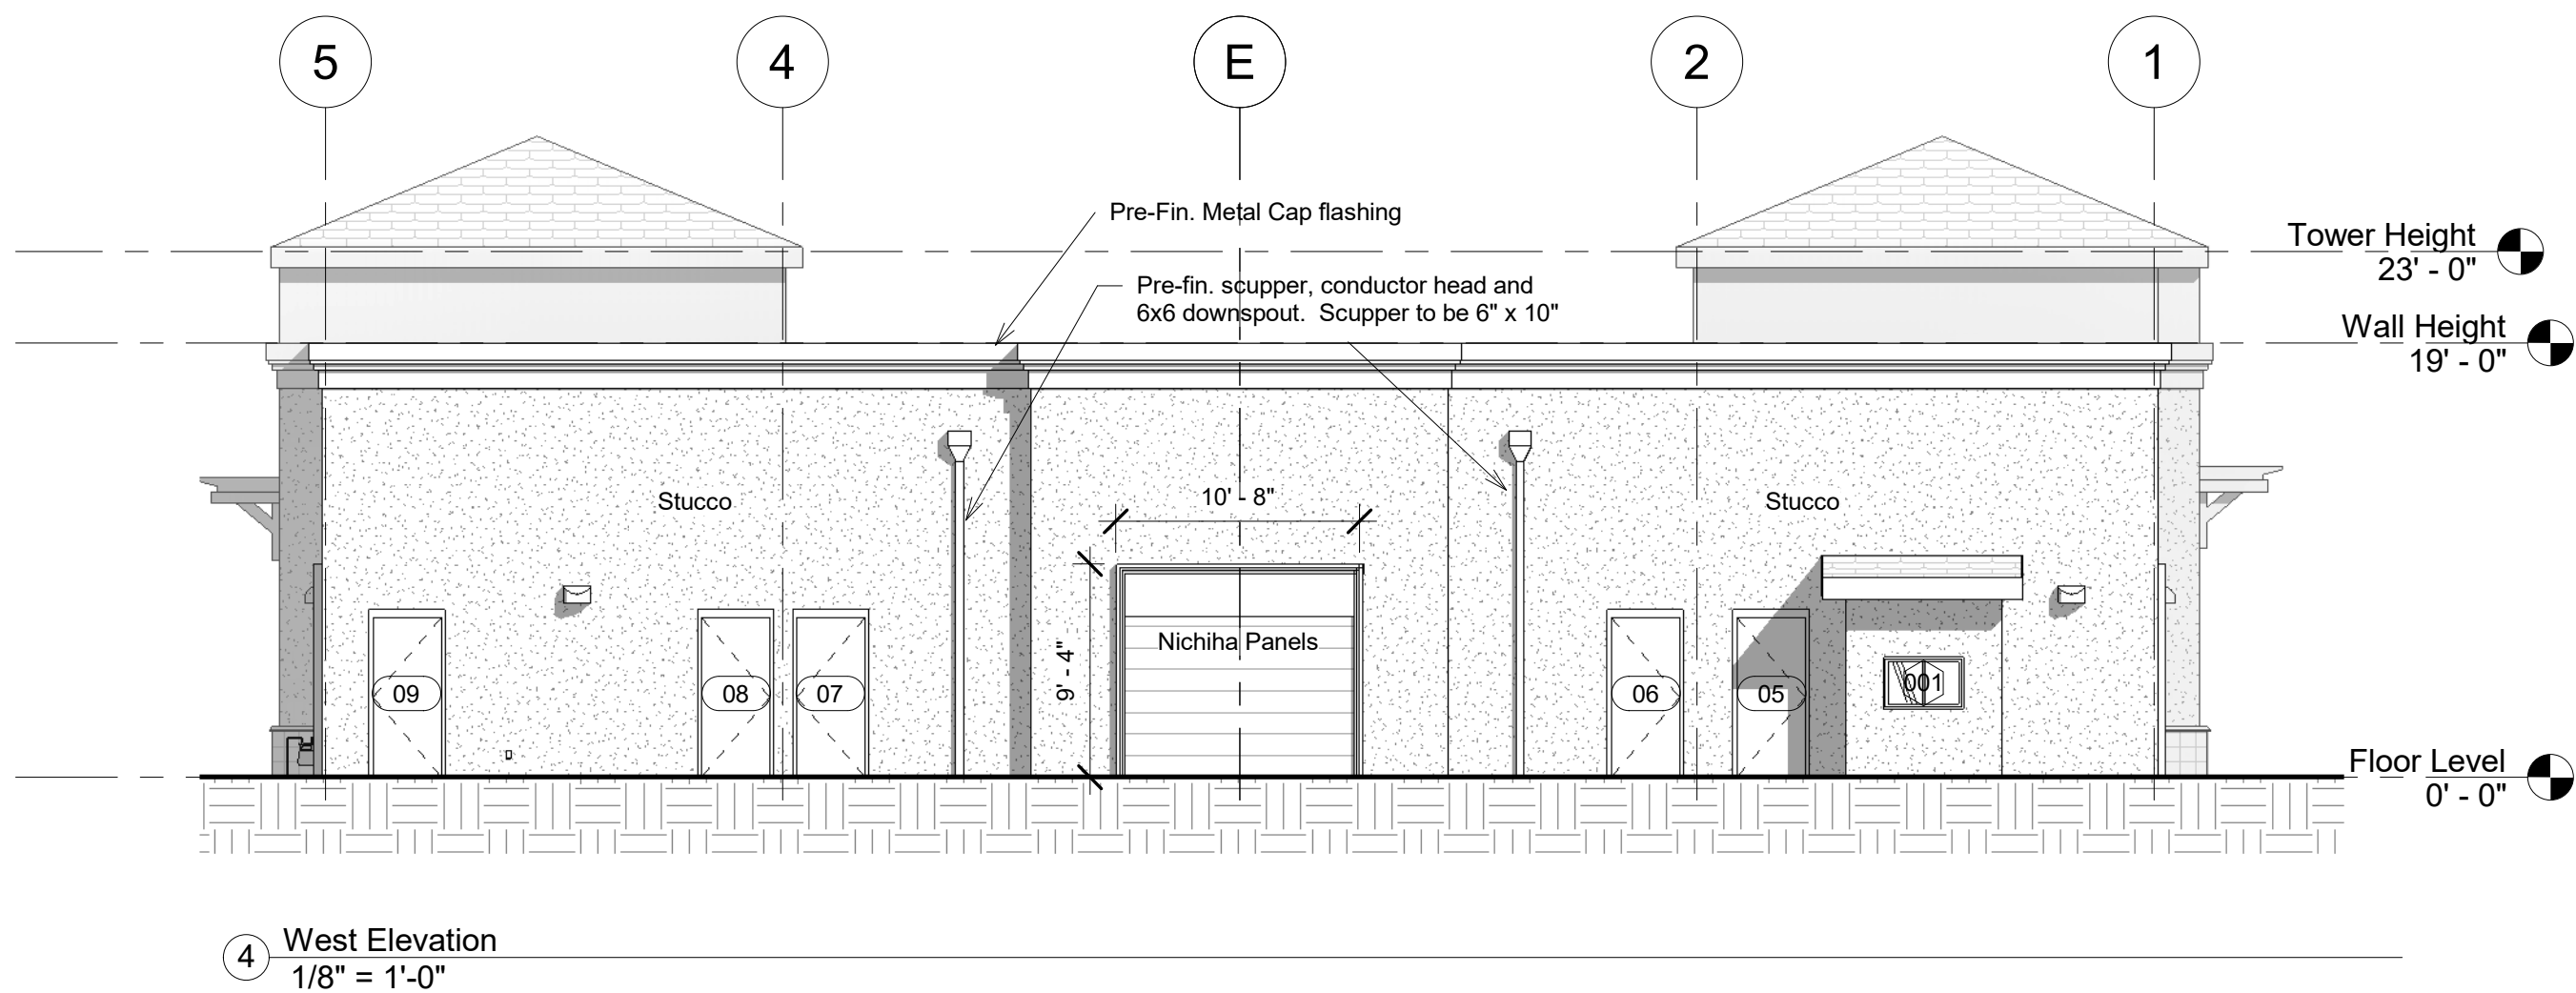 5
4
E
2
1
Pre-Fin. Metal Cap flashing
Tower Height
23' - 0"
Pre-fin. scupper, conductor head and
6x6 downspout.  Scupper to be 6" x 10"
Wall Height
19' - 0"
Stucco
10' - 8"
Stucco
Nichiha Panels
9' - 4"
09
08
07
06
05
001
Floor Level
0' - 0"
4
West Elevation
1/8" = 1'-0"